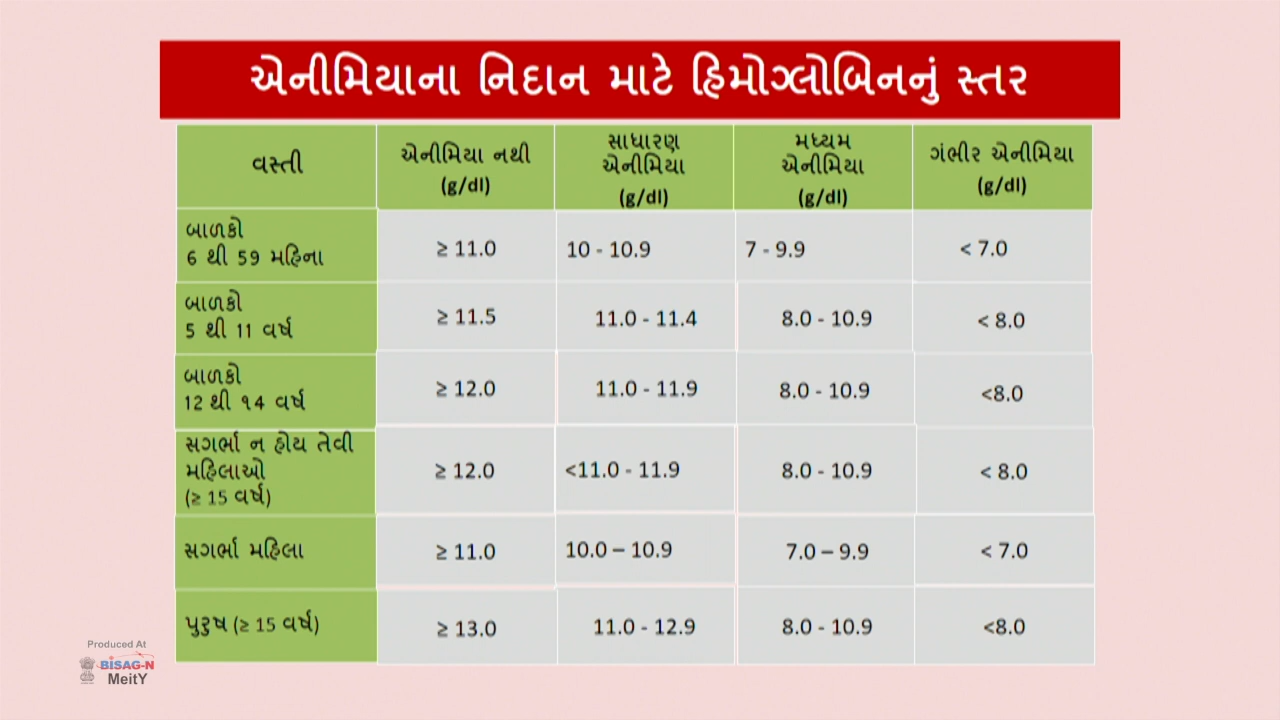 એનીમિયાના નિદાન માટે હિમોગ્લોબિનનું સ્તર
વસ્તી
એનીમિયા નથી
(g/dl)
સાધારણ
એનીમિયા
(g/dl)
મધ્યમ
એનીમિયા
(g/dl)
ગંભીર એનીમિયા
(g/dl)
બાળકો
6 થી 59 મહિના
≥ 11.0
10 - 10.9
7 - 9.9
< 7.0
બાળકો
5 થી 11 વર્ષ
≥ 11.5
11.0 - 11.4
8.0 - 10.9
< 8.0
બાળકો
12 થી ૧4 વર્ષ
≥ 12.0
11.0 - 11.9
8.0 - 10.9
<8.0
સગર્ભા ન હોય તેવી
મહિલાઓ
(≥ 15 વર્ષ)
≥ 12.0
<11.0 - 11.9
8.0 - 10.9
< 8.0
સગર્ભા મહિલા
≥ 11.0
10.0 – 10.9
7.0 – 9.9
< 7.0
પુરુષ (≥ 15 વર્ષ)
≥ 13.0
11.0 - 12.9
8.0 - 10.9
<8.0
Produced At
BISAG-N
MeitY